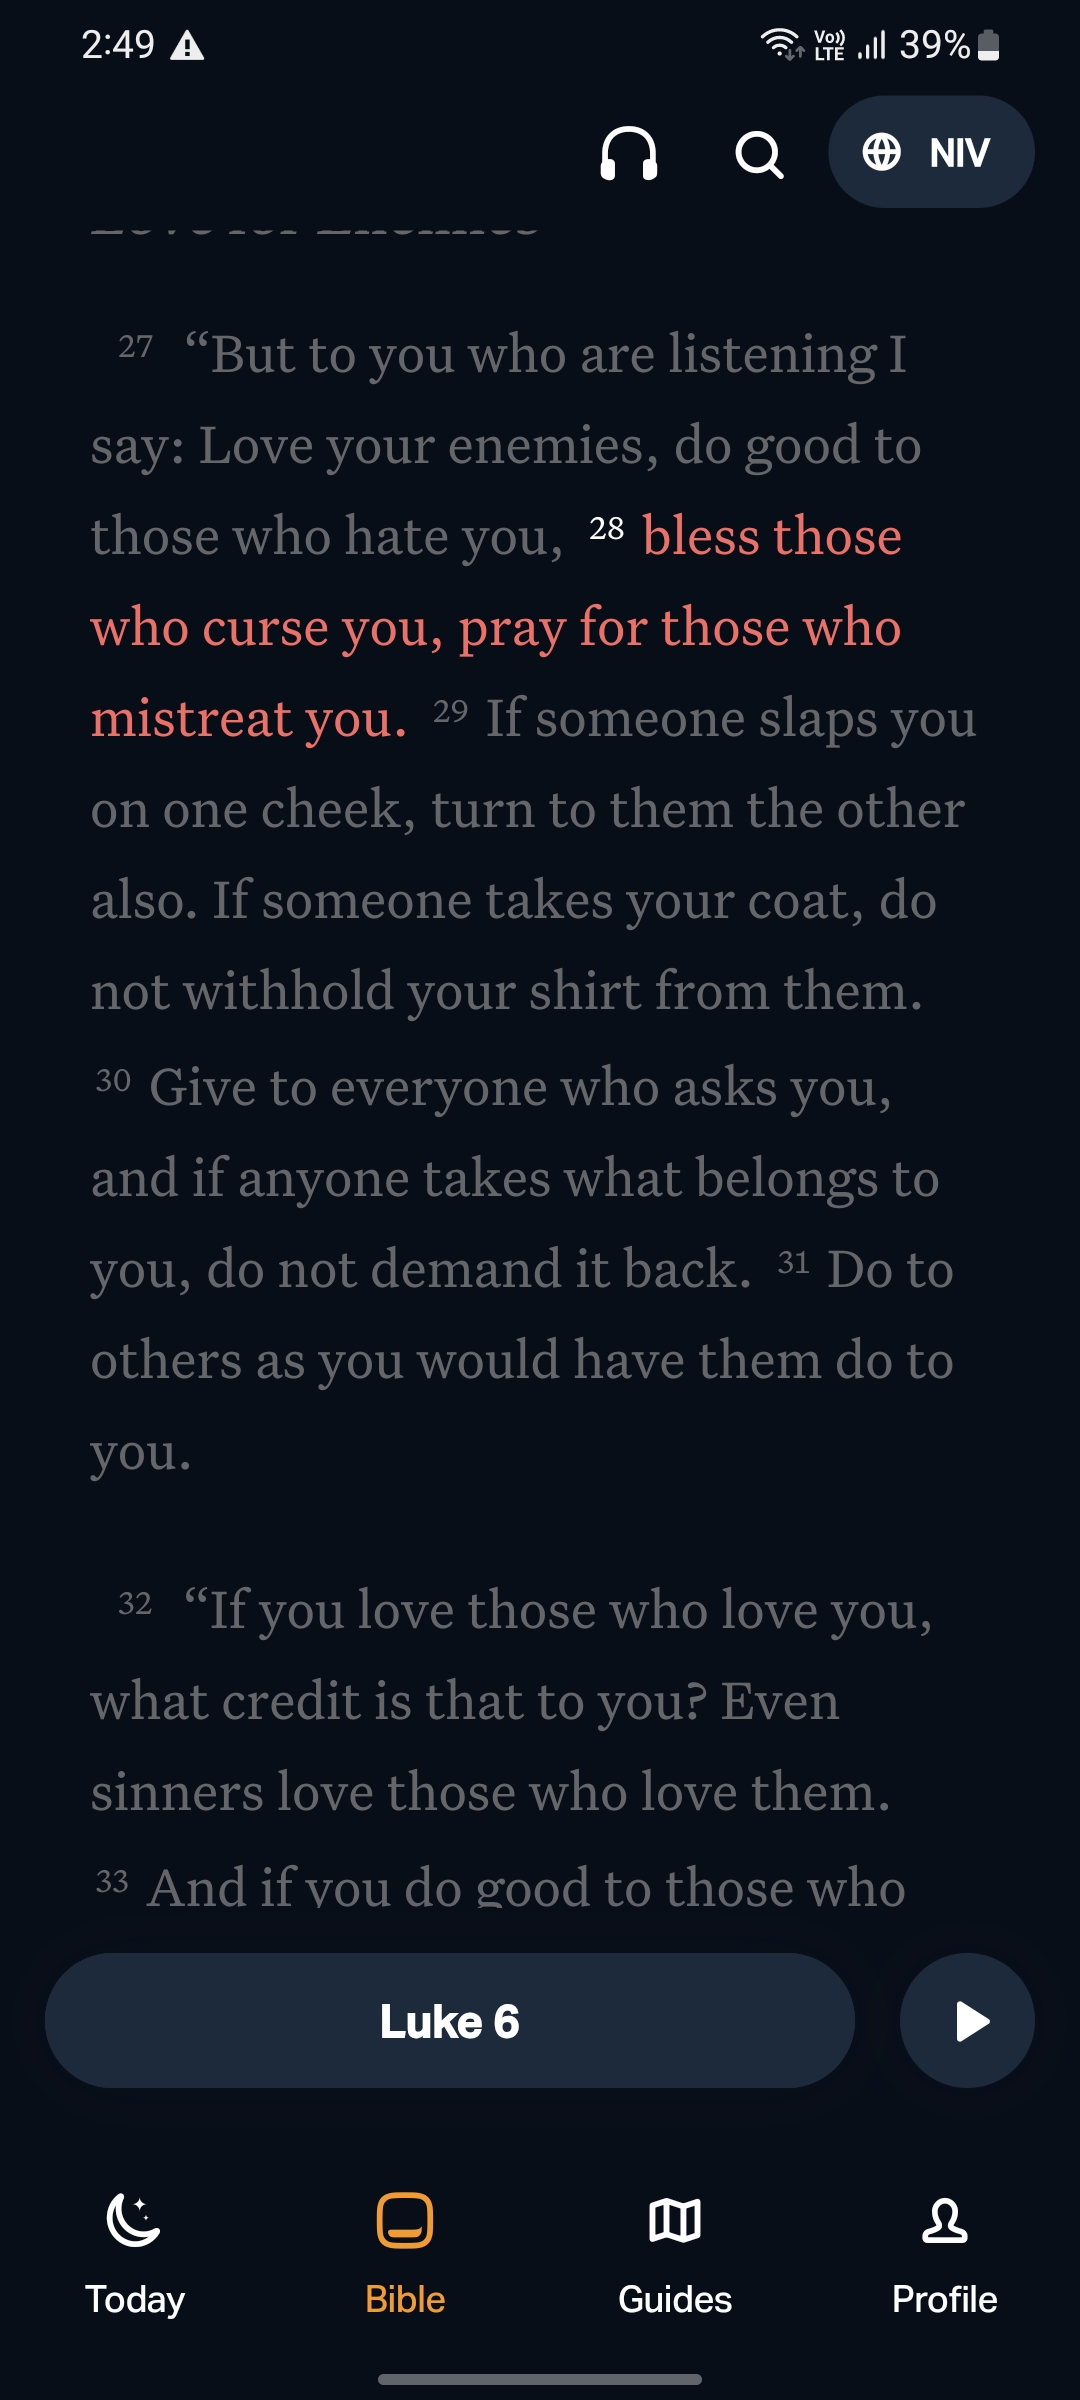 2:49
Vo))
LTE
39%
NIV
Love for Enemies
27 “But to you who are listening I
say: Love your enemies, do good to
those who hate you, 28 bless those
who curse you, pray for those who
mistreat you. 29 If someone slaps you
on one cheek, turn to them the other
also. If someone takes your coat, do
not withhold your shirt from them.
30 Give to everyone who asks you,
and if anyone takes what belongs to
you, do not demand it back. 31 Do to
others as you would have them do to
you.
32 “If you love those who love you,
what credit is that to you? Even
sinners love those who love them.
33 And if you do good to those who
Luke 6
Today
Bible
Guides
Profile